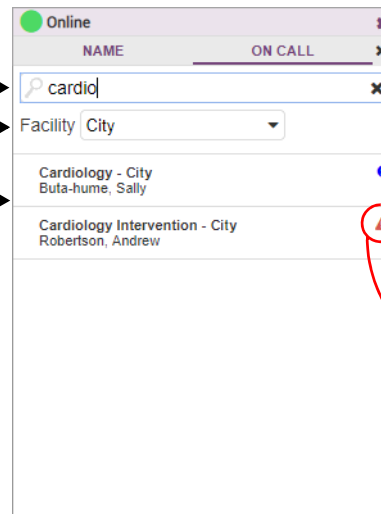 Online
NAME ON CALL
cardio
Facility City
Cardiology - City
Buta-hume, Sally
Cardiology Intervention - City
Robertson, Andrew